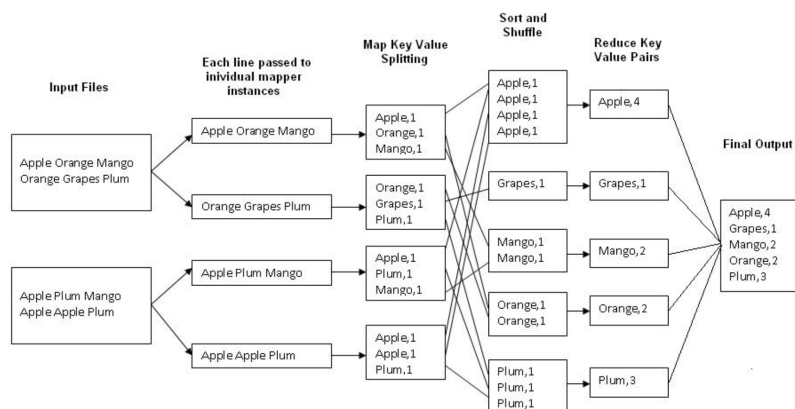 Input Files
Each line passed to
inividual mapper
instances
Map Key Value
Splitting
Sort and
Shuffle
Reduce Key
Value Pairs
Final Output
Apple Orange Mango
Orange Grapes Plum
Apple Plum Mango
Apple Apple Plum
Apple Orange Mango
Orange Grapes Plum
Apple Plum Mango
Apple Apple Plum
Apple,1
Orange,1
Mango,1
Orange,1
Grapes,1
Plum,1
Apple,1
Plum,1
Mango,1
Apple,1
Apple,1
Plum,1
Apple,1
Apple,1
Apple,1
Apple,1
Grapes,1
Mango,1
Mango,1
Orange,1
Orange,1
Plum,1
Plum,1
Plum,1
Apple,4
Grapes,1
Mango,2
Orange,2
Plum,3
Apple,4
Grapes,1
Mango,2
Orange,2
Plum,3